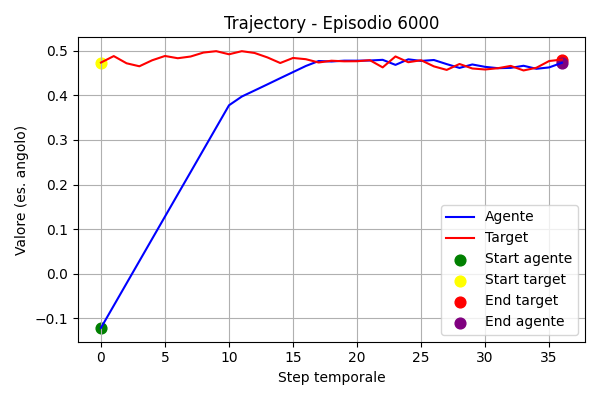 Trajectory - Episodio 6000
Valore (es. angolo)
0.5
0.4
0.3
0.2
0.1
0.0
−0.1
0 5 10 15 20 25 30 35
Step temporale
Agente
Target
Start agente
Start target
End target
End agente